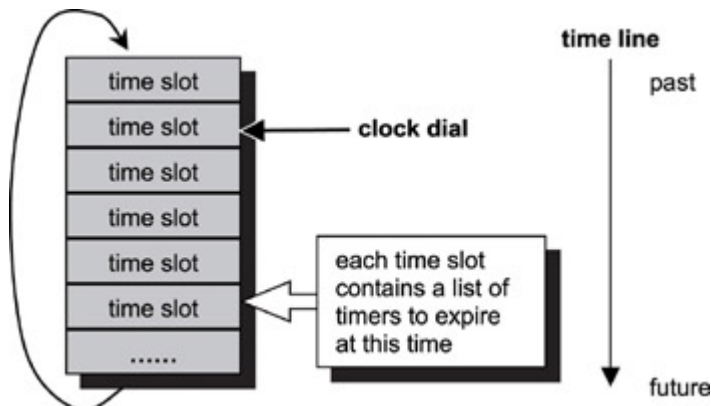 time slot
time slot
time slot
time slot
time slot
time slot
......
clock dial
each time slot
contains a list of
timers to expire
at this time
time line
past
future